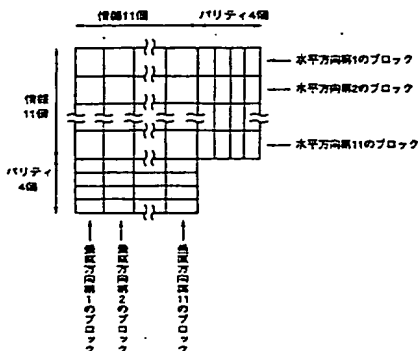 情報11個
パリティ4個
情報
11個
パリティ
4個
水平方向第1のブロック
水平方向第2のブロック
水平方向第11のブロック
垂直方向第1のブロック
垂直方向第2のブロック
垂直方向第11のブロック